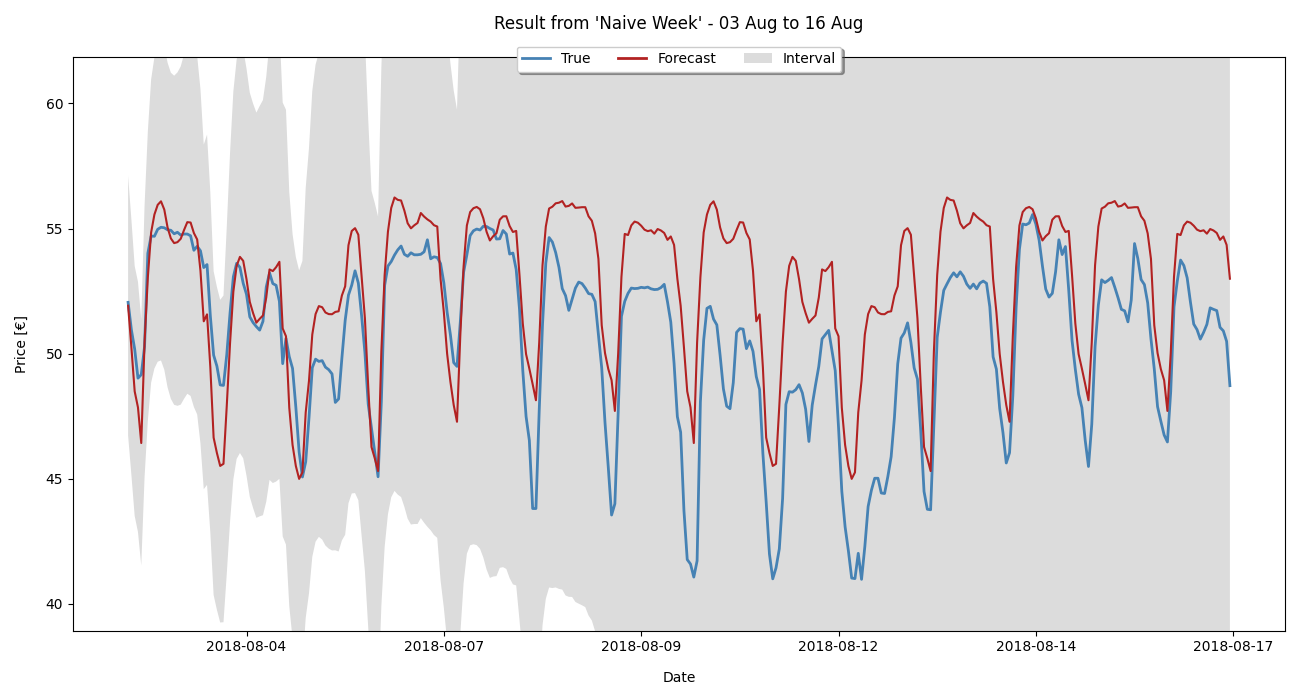 Result from 'Naive Week' - 03 Aug to 16 Aug
True Forecast Interval
60
55
50
45
40
Price [€]
2018-08-04 2018-08-07 2018-08-09 2018-08-12 2018-08-14 2018-08-17
Date